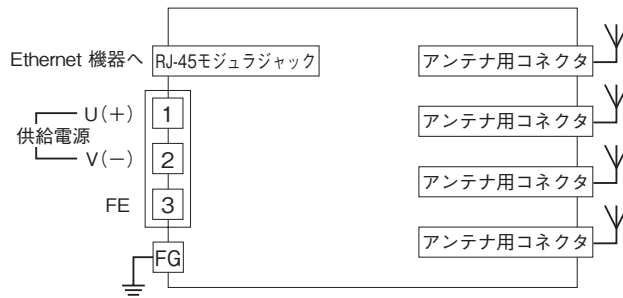 Ethernet 機器へ
RJ-45モジュラジャック
U(+)
供給電源
V(−)
FE
1
2
3
FG
アンテナ用コネクタ
アンテナ用コネクタ
アンテナ用コネクタ
アンテナ用コネクタ